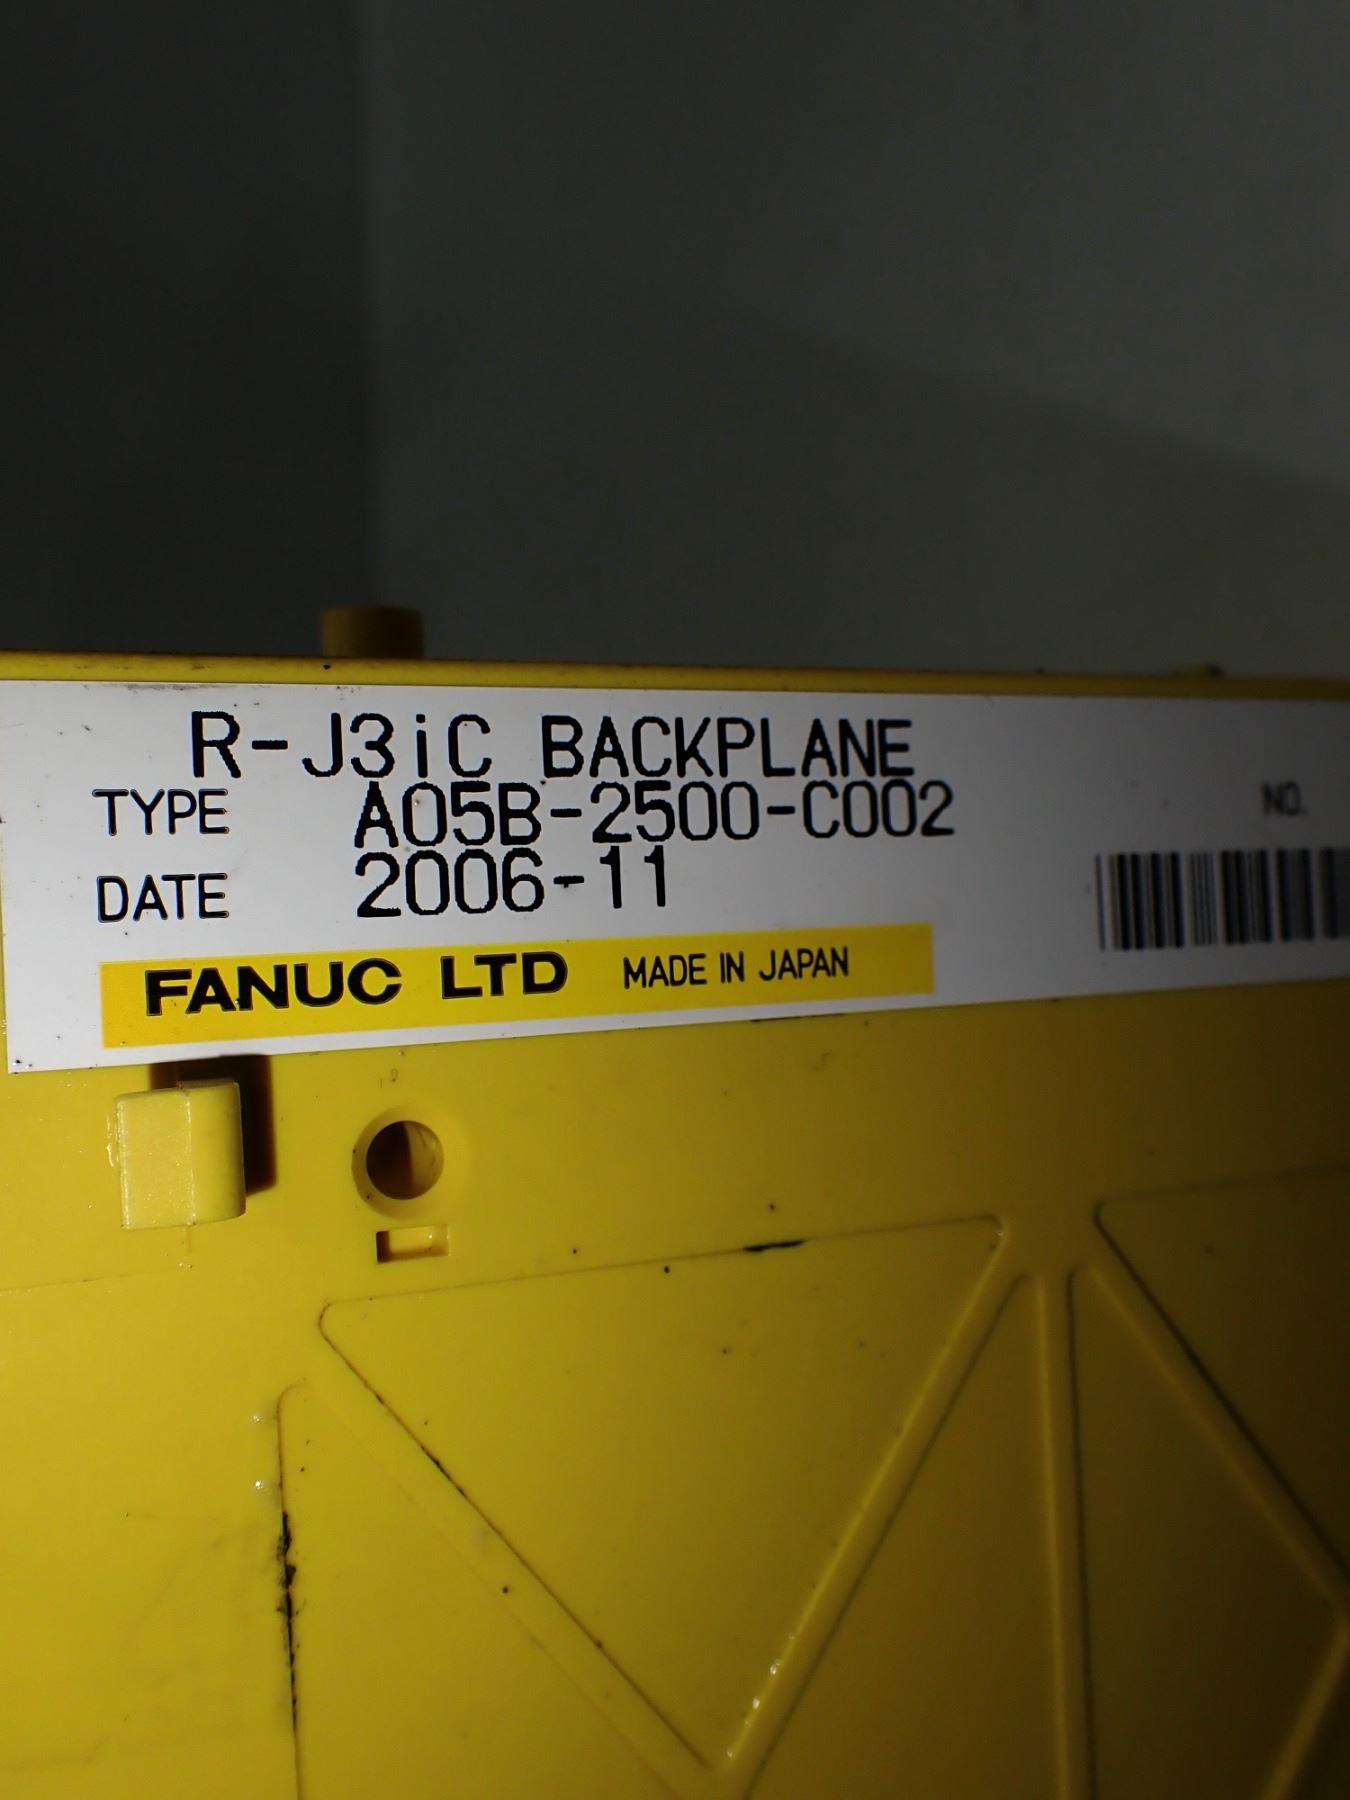 R-J3iC BACKPLANE
TYPE A05B-2500-C002
NO.
DATE 2006-11
FANUC LTD MADE IN JAPAN